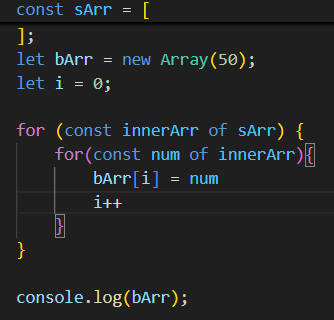 const sArr = [
];
let bArr = new Array(50);
let i = 0;
for (const innerArr of sArr) {
for(const num of innerArr){
bArr[i] = num
i++
}
}
console.log(bArr);